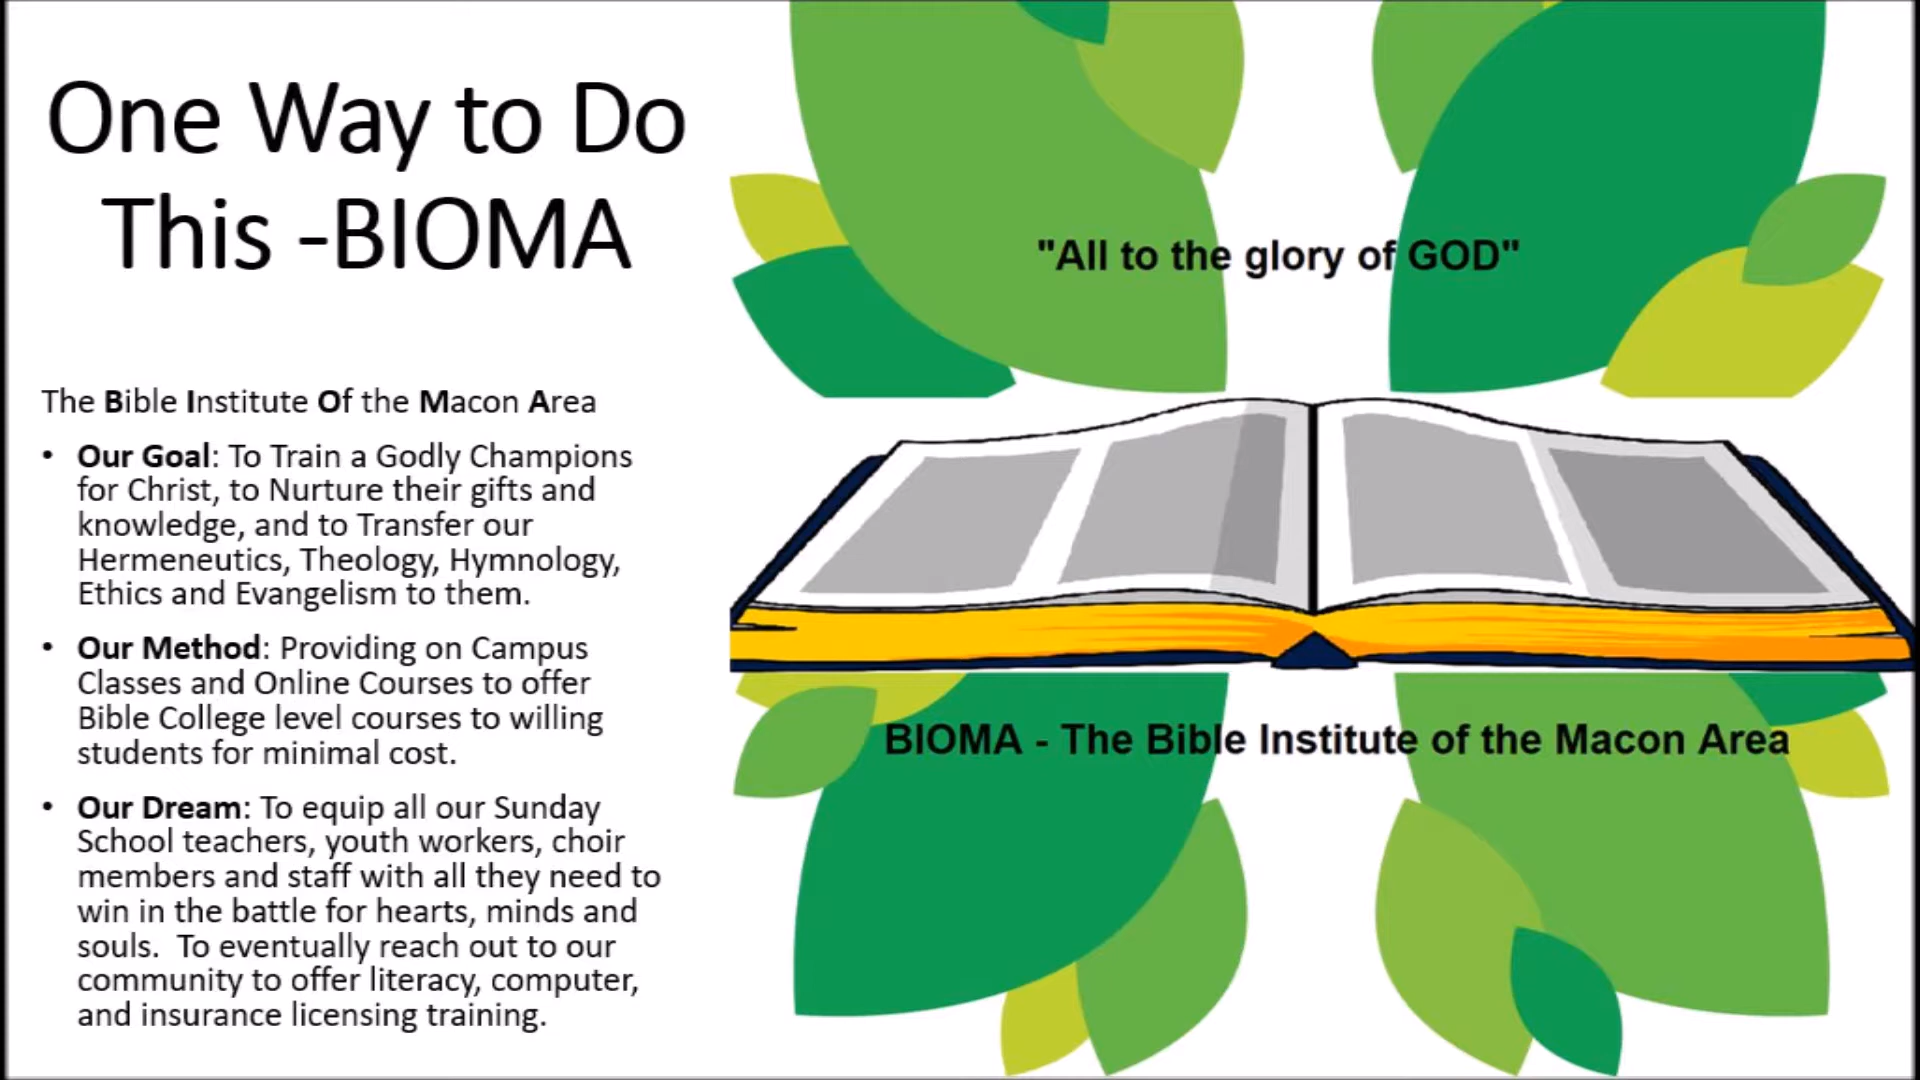 One Way to Do
This -BIOMA
The Bible Institute Of the Macon Area
• Our Goal: To Train a Godly Champions
for Christ, to Nurture their gifts and
knowledge, and to Transfer our
Hermeneutics, Theology, Hymnology,
Ethics and Evangelism to them.
• Our Method: Providing on Campus
Classes and Online Courses to offer
Bible College level courses to willing
students for minimal cost.
• Our Dream: To equip all our Sunday
School teachers, youth workers, choir
members and staff with all they need to
win in the battle for hearts, minds and
souls.  To eventually reach out to our
community to offer literacy, computer,
and insurance licensing training.
"All to the glory of GOD"
BIOMA - The Bible Institute of the Macon Area